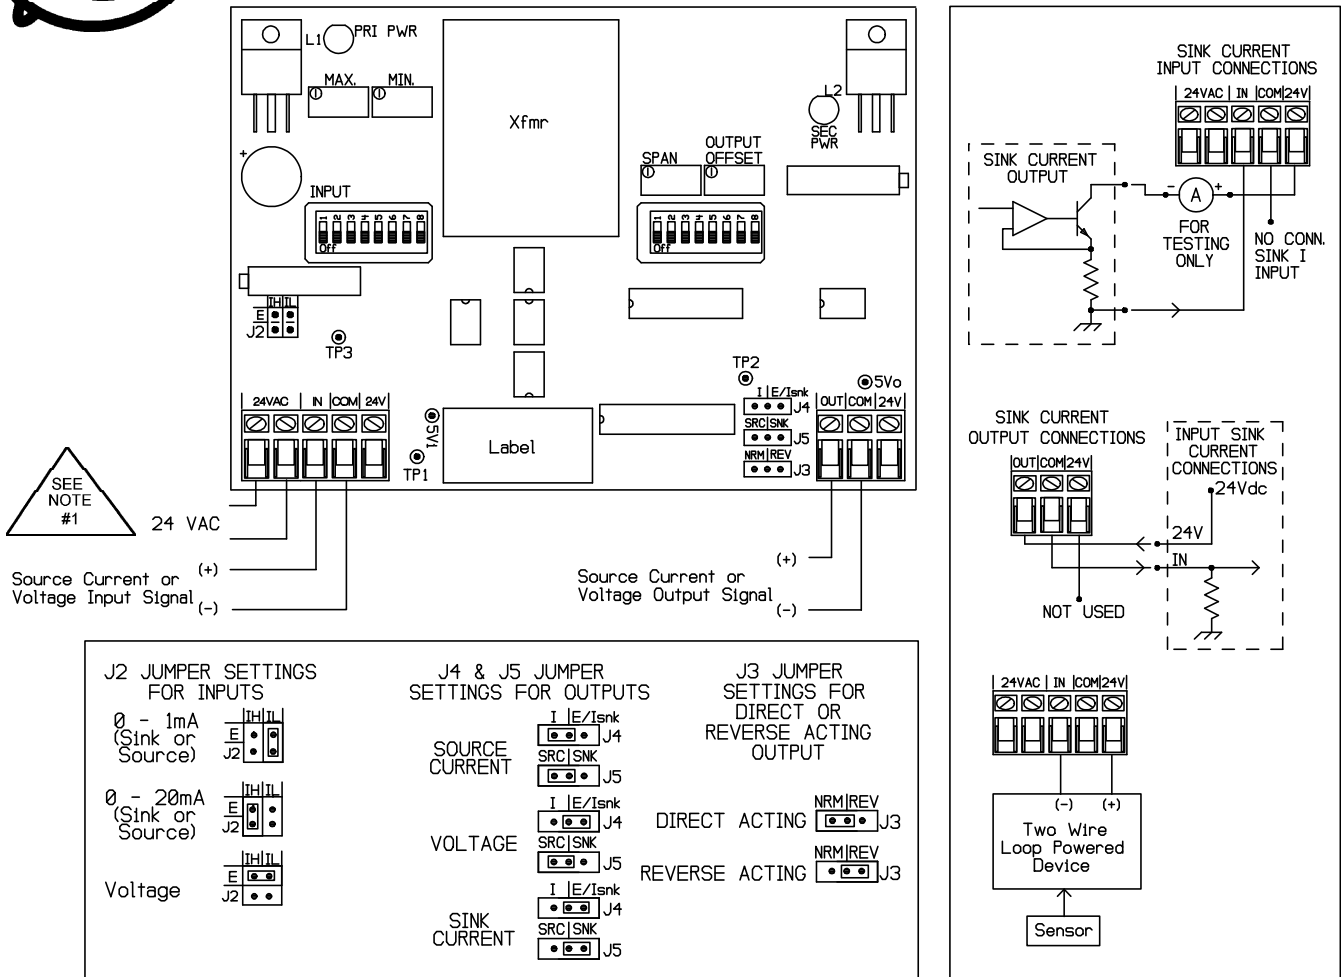 L1
PRI PWR
MAX.
MIN.
Xfmr
L2
SEC
PWR
+
INPUT
SPAN
OUTPUT
OFFSET
1 2 3 4 5 6 7 8
Off
1 2 3 4 5 6 7 8
Off
IH|IL
E
J2
TP3
TP2
5Vo
I |E/Isnk
J4
SRC|SNK
J5
NRM|REV
J3
24VAC | IN |COM| 24V
5VI
TP1
Label
OUT|COM|24V
SEE
NOTE
#1
24 VAC
Source Current or
Voltage Input Signal
(+)
(-)
Source Current or
Voltage Output Signal
(+)
(-)
J2 JUMPER SETTINGS
FOR INPUTS
0 - 1mA
(Sink or
Source)
IH|IL
E
J2
0 - 20mA
(Sink or
Source)
IH|IL
E
J2
Voltage
IH|IL
E
J2
J4 & J5 JUMPER
SETTINGS FOR OUTPUTS
SOURCE
CURRENT
I |E/Isnk
J4
SRC|SNK
J5
VOLTAGE
I |E/Isnk
J4
SRC|SNK
J5
SINK
CURRENT
I |E/Isnk
J4
SRC|SNK
J5
J3 JUMPER
SETTINGS FOR
DIRECT OR
REVERSE ACTING
OUTPUT
DIRECT ACTING
NRM|REV
J3
REVERSE ACTING
NRM|REV
J3
SINK CURRENT
INPUT CONNECTIONS
24VAC | IN |COM|24V
SINK CURRENT
OUTPUT
- A +
FOR
TESTING
ONLY
NO CONN.
SINK I
INPUT
SINK CURRENT
OUTPUT CONNECTIONS
OUT|COM|24V
INPUT SINK
CURRENT
CONNECTIONS
24Vdc
24V
IN
NOT USED
24VAC | IN |COM|24V
(-) (+)
Two Wire
Loop Powered
Device
Sensor